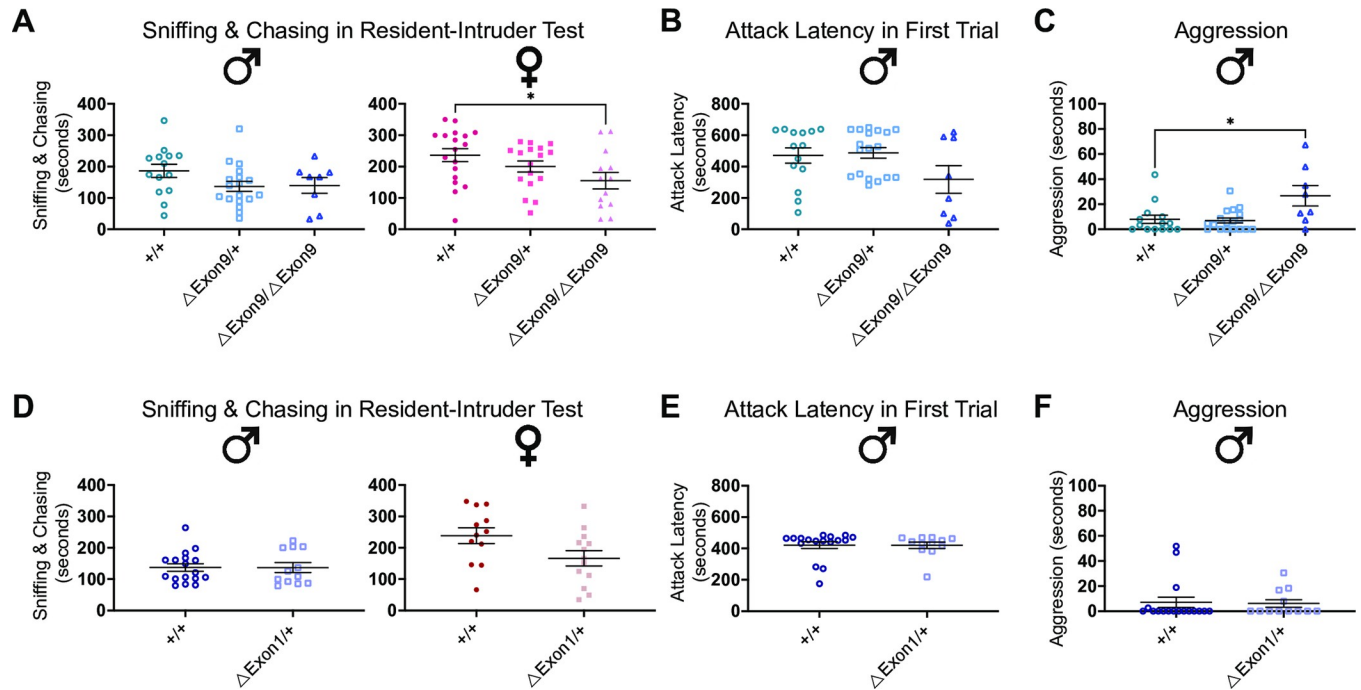 A
Sniffing & Chasing in Resident-Intruder Test
♂
♀
Sniffing & Chasing
(seconds)
400
300
200
100
0
+/+
△Exon9/+
△Exon9/△Exon9
400
300
200
100
0
*
+/+
△Exon9/+
△Exon9/△Exon9
B
Attack Latency in First Trial
♂
Attack Latency
(seconds)
800
600
400
200
0
+/+
△Exon9/+
△Exon9/△Exon9
C
Aggression
♂
Aggression (seconds)
100
80
60
40
20
0
*
+/+
△Exon9/+
△Exon9/△Exon9
D
Sniffing & Chasing in Resident-Intruder Test
♂
♀
Sniffing & Chasing
(seconds)
400
300
200
100
0
+/+
△Exon1/+
400
300
200
100
0
+/+
△Exon1/+
E
Attack Latency in First Trial
♂
Attack Latency
(seconds)
800
600
400
200
0
+/+
△Exon1/+
F
Aggression
♂
Aggression (seconds)
100
80
60
40
20
0
+/+
△Exon1/+